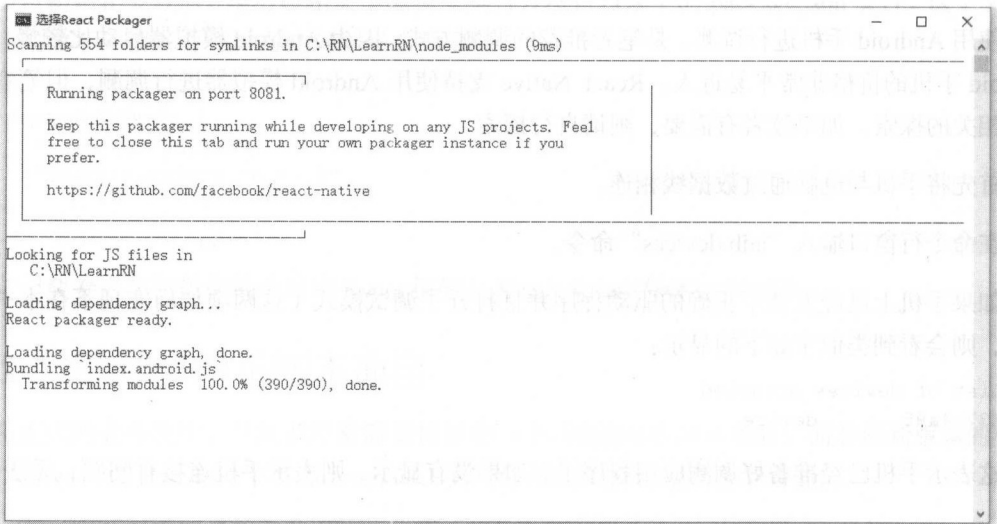 选择React Packager
Scanning 554 folders for symlinks in C:\RN\LearnRN\node_modules (9ms)
Running packager on port 8081.
Keep this packager running while developing on any JS projects. Feel
free to close this tab and run your own packager instance if you
prefer.
https://github.com/facebook/react-native
Looking for JS files in
C:\RN\LearnRN
Loading dependency graph...
React packager ready.
Loading dependency graph, done.
Bundling `index.android.js`
Transforming modules 100.0% (390/390), done.